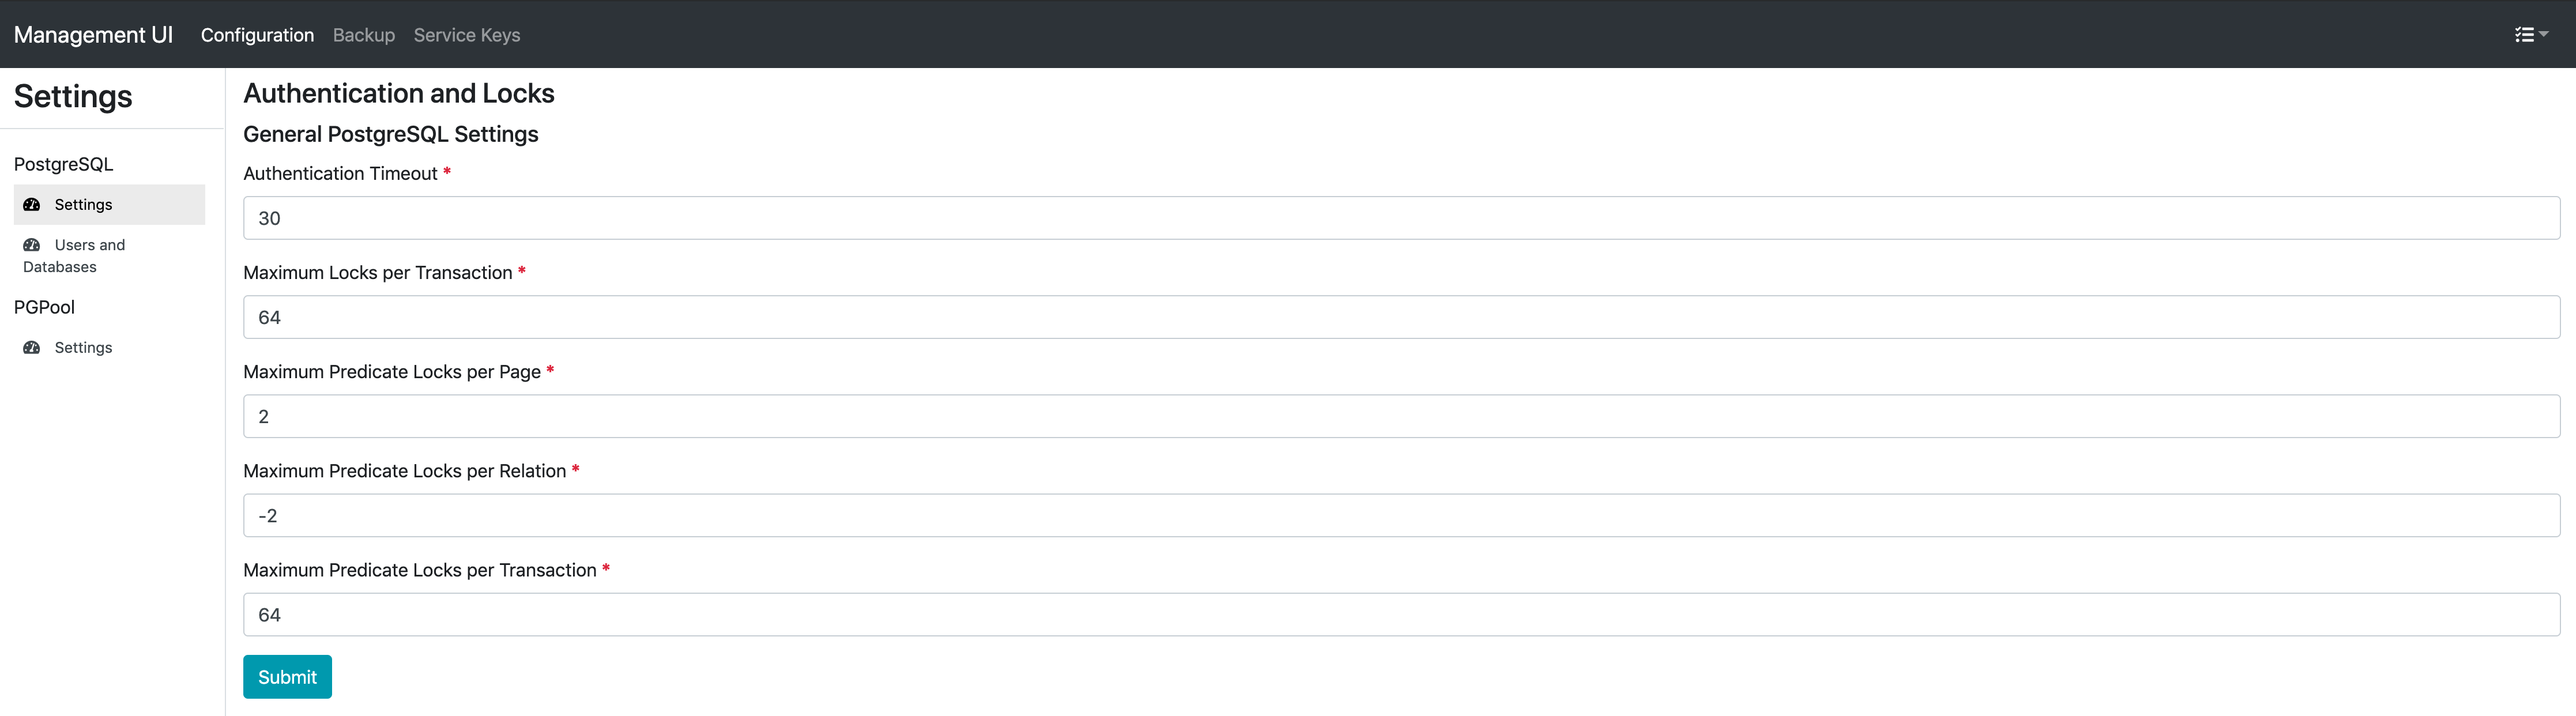 Management UI Configuration Backup Service Keys
Settings
PostgreSQL
Settings
Users and
Databases
PGPool
Settings
Authentication and Locks
General PostgreSQL Settings
Authentication Timeout *
30
Maximum Locks per Transaction *
64
Maximum Predicate Locks per Page *
2
Maximum Predicate Locks per Relation *
-2
Maximum Predicate Locks per Transaction *
64
Submit